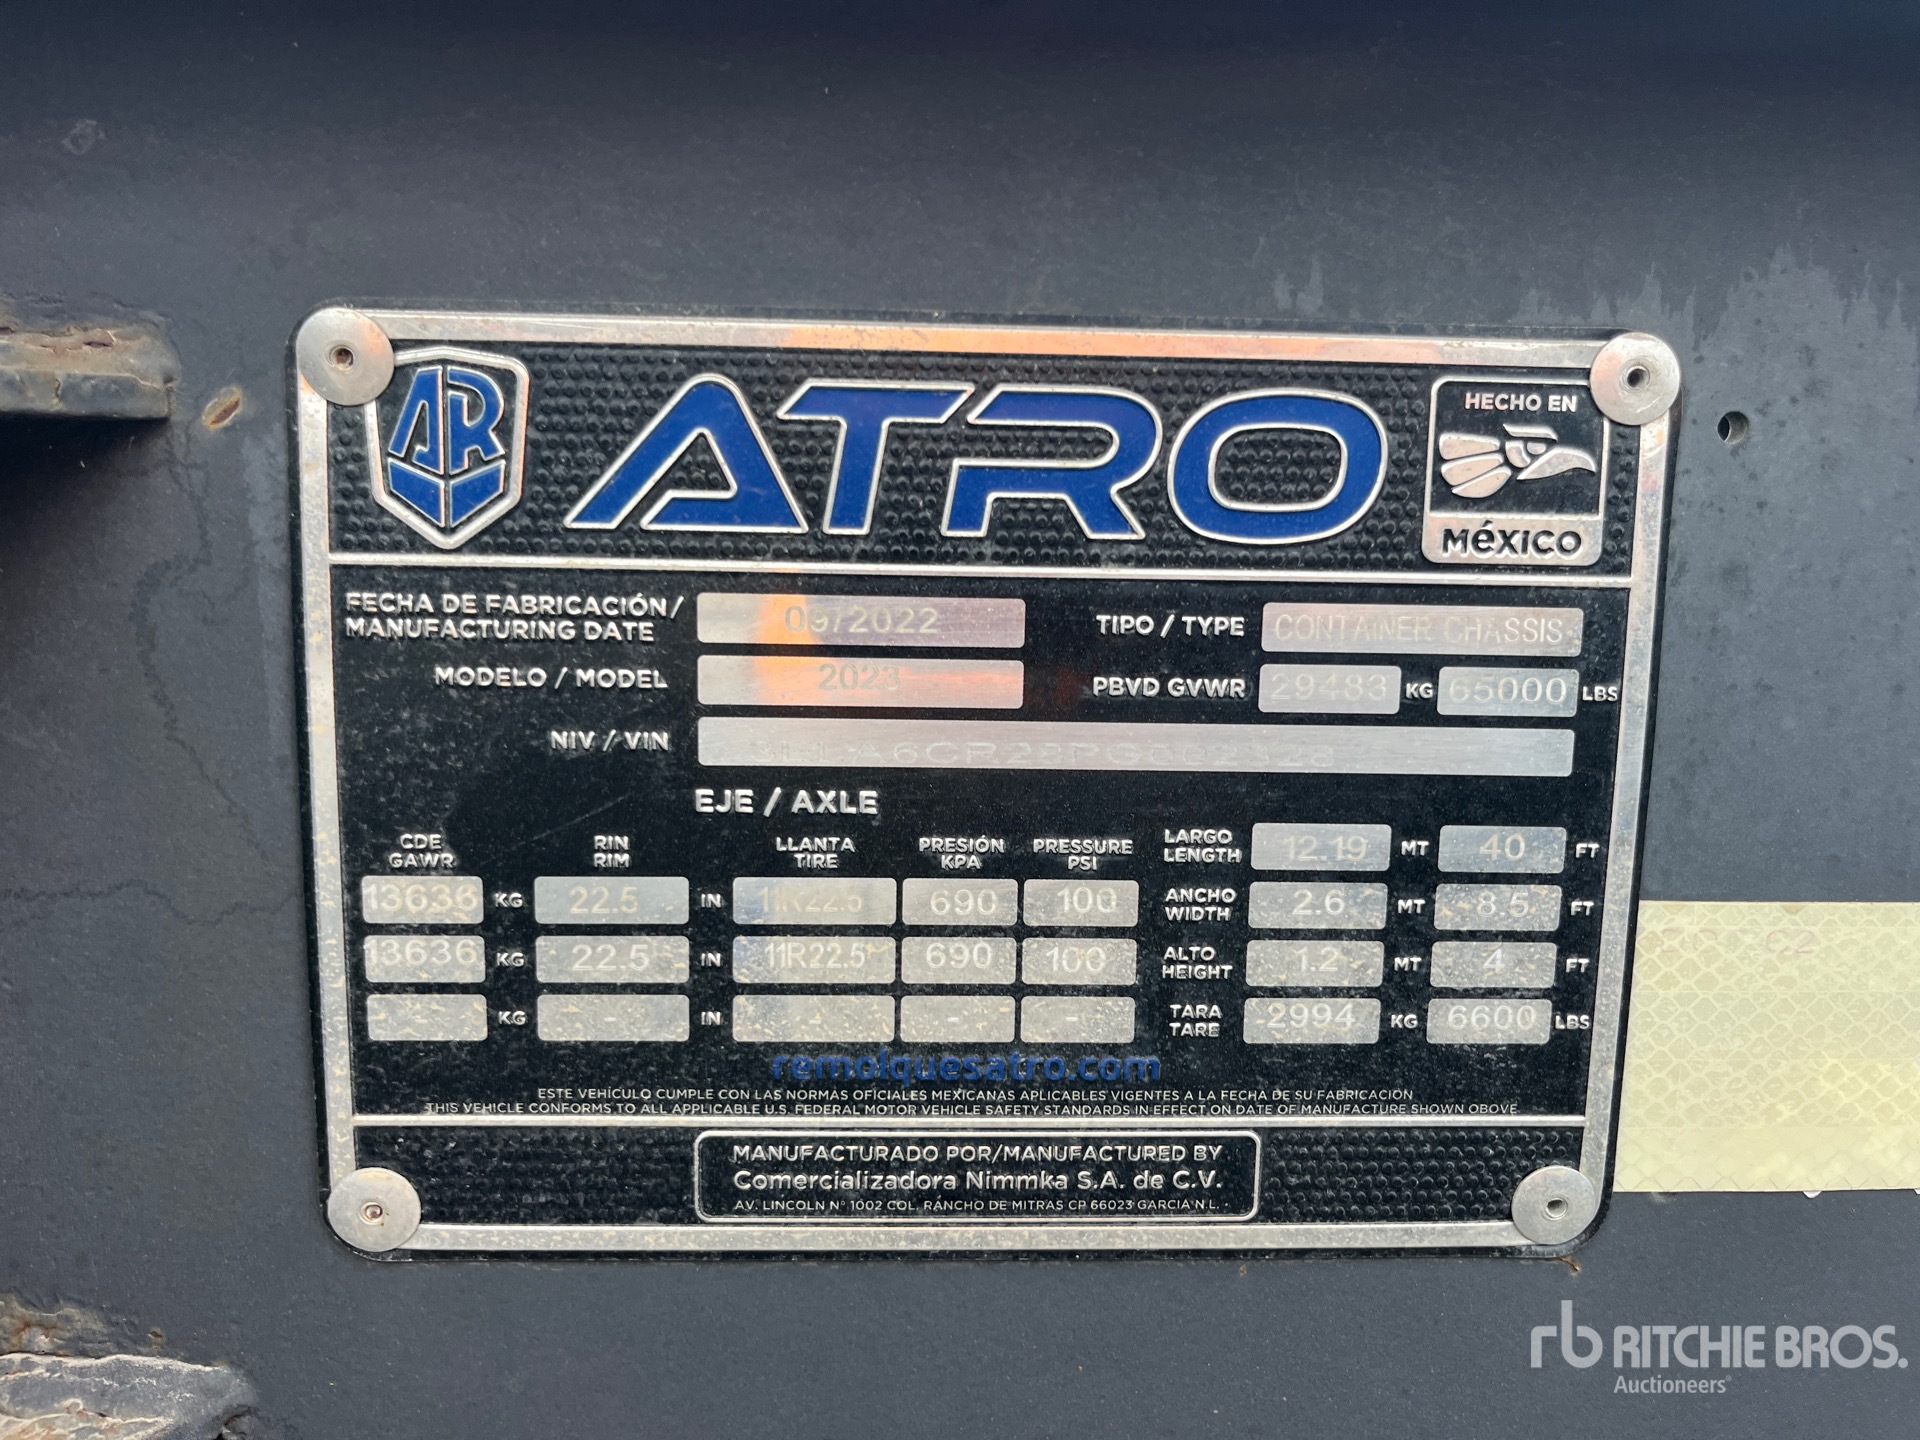 AR
ATRO
HECHO EN
MéXICO
FECHA DE FABRICACIÓN/
MANUFACTURING DATE
09/2022
TIPO / TYPE
CONTAINER CHASSIS
MODELO / MODEL
2023
PBVD GVWR
29483 KG 65000 LBS
NIV / VIN
EJE / AXLE
CDE
GAWR
RIN
RIM
LLANTA
TIRE
PRESIÓN
KPA
PRESSURE
PSI
13636 KG 22.5 IN 11R22.5 690 100
13636 KG 22.5 IN 11R22.5 690 100
- KG - IN - - -
LARGO
LENGTH
12.19 MT 40 FT
ANCHO
WIDTH
2.6 MT 8.5 FT
ALTO
HEIGHT
1.2 MT 4 FT
TARA
TARE
2994 KG 6600 LBS
remolquesatro.com
ESTE VEHÍCULO CUMPLE CON LAS NORMAS OFICIALES MEXICANAS APLICABLES VIGENTES A LA FECHA DE SU FABRICACIÓN
THIS VEHICLE CONFORMS TO ALL APPLICABLE U.S. FEDERAL MOTOR VEHICLE SAFETY STANDARDS IN EFFECT ON DATE OF MANUFACTURE SHOWN OBOVE.
MANUFACTURADO POR/MANUFACTURED BY
Comercializadora Nimmka S.A. de C.V.
AV. LINCOLN N° 1002 COL. RANCHO DE MITRAS CP 66023 GARCIA N.L.
C2
rb RITCHIE BROS.
Auctioneers